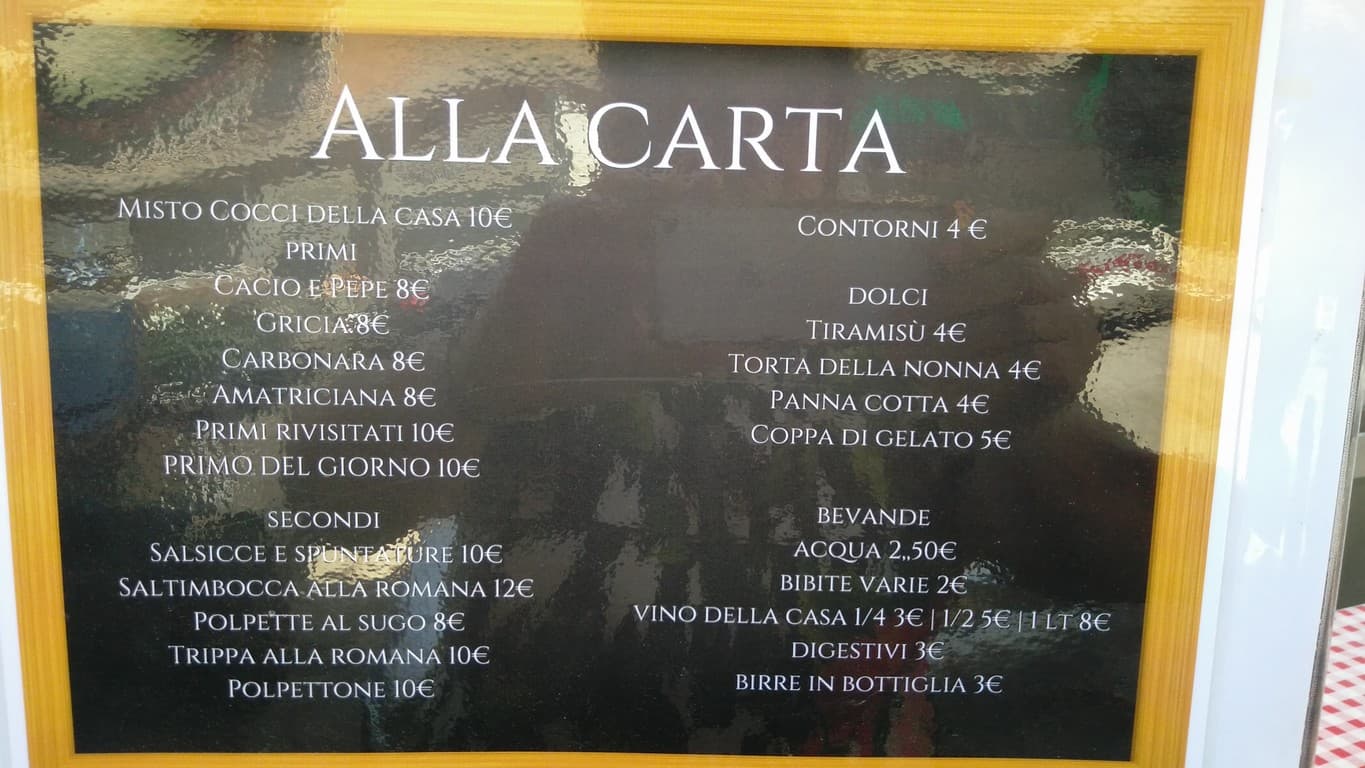 Alla carta
Misto Cocci della casa 10€
primi
Cacio e Pepe 8€
Gricia 8€
Carbonara 8€
Amatriciana 8€
Primi rivisitati 10€
PRIMO DEL GIORNO 10€
secondi
Salsicce e spuntature 10€
Saltimbocca alla romana 12€
Polpette al sugo 8€
Trippa alla romana 10€
Polpettone 10€
Contorni 4 €
dolci
Tiramisù 4€
Torta della nonna 4€
Panna cotta 4€
Coppa di gelato 5€
bevande
acqua 2,,50€
bibite varie 2€
vino della casa 1/4 3€ | 1/2 5€ | 1 lt 8€
digestivi 3€
birre in bottiglia 3€